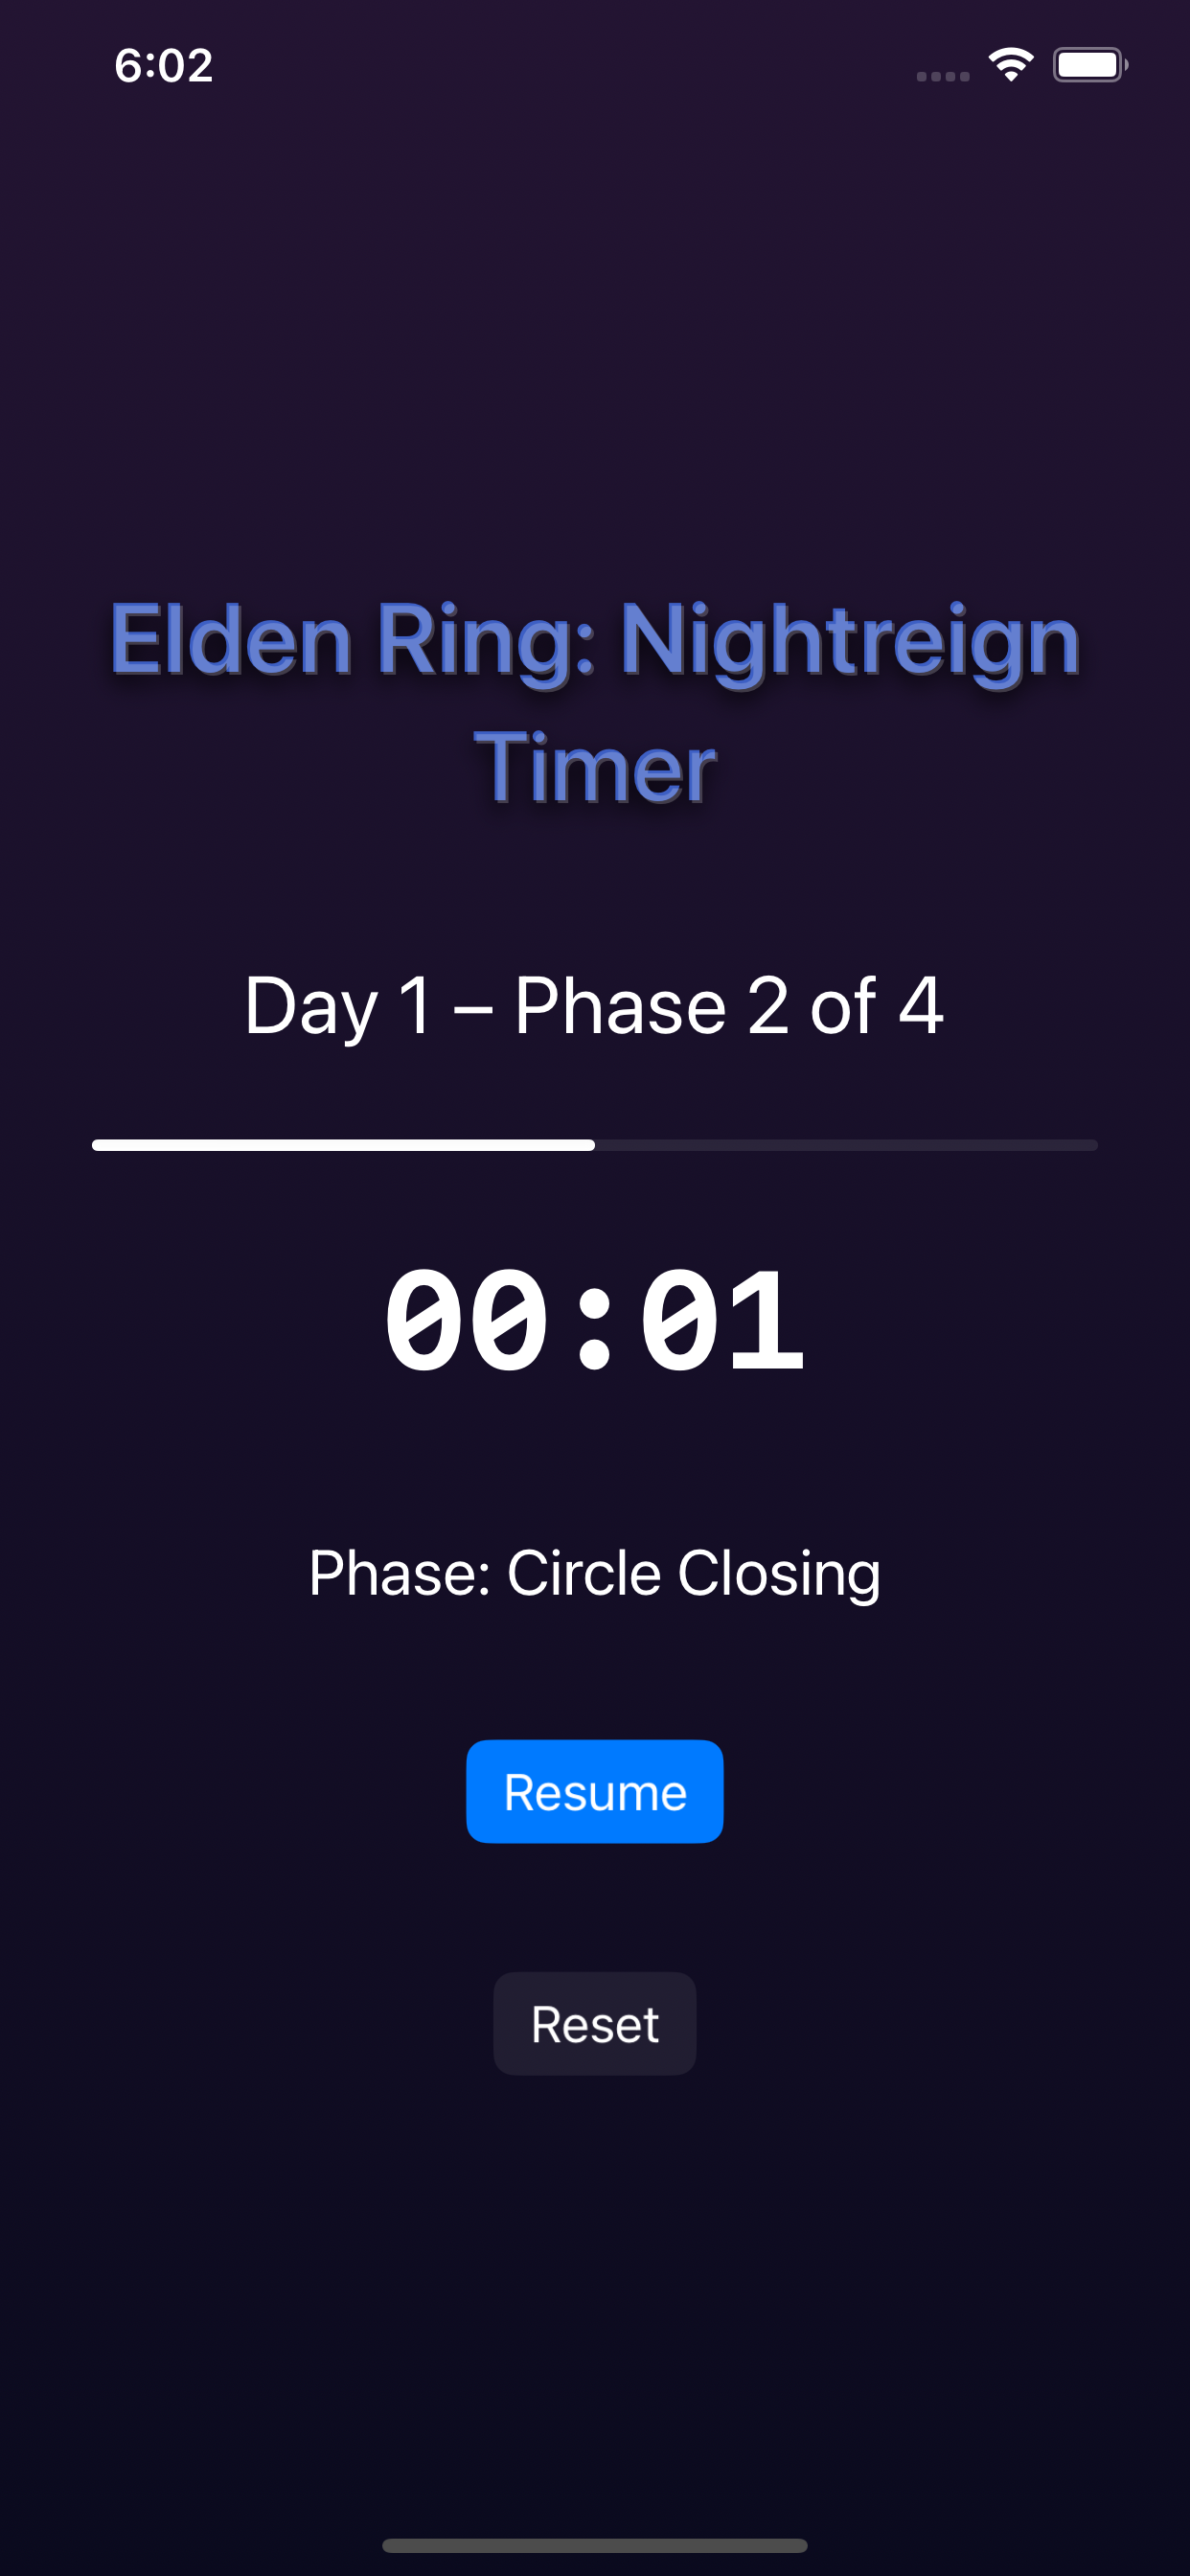 6:02
Elden Ring: Nightreign
Timer
Day 1 – Phase 2 of 4
00:01
Phase: Circle Closing
Resume
Reset